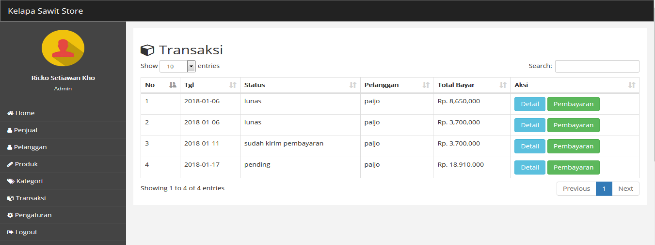 Kelapa Sawit Store
Ricko Setiawan Kho
Admin
Home
Penjual
Pelanggan
Produk
Kategori
Transaksi
Pengaturan
Logout
Transaksi
Show 10 entries Search:
No Tgl Status Pelanggan Total Bayar Aksi
1 2018-01-06 lunas paijo Rp. 8,650,000 Detail Pembayaran
2 2018-01-06 lunas paijo Rp. 3,700,000 Detail Pembayaran
3 2018-01-11 sudah kirim pembayaran paijo Rp. 3,700,000 Detail Pembayaran
4 2018-01-17 pending paijo Rp. 18,910,000 Detail Pembayaran
Showing 1 to 4 of 4 entries Previous 1 Next